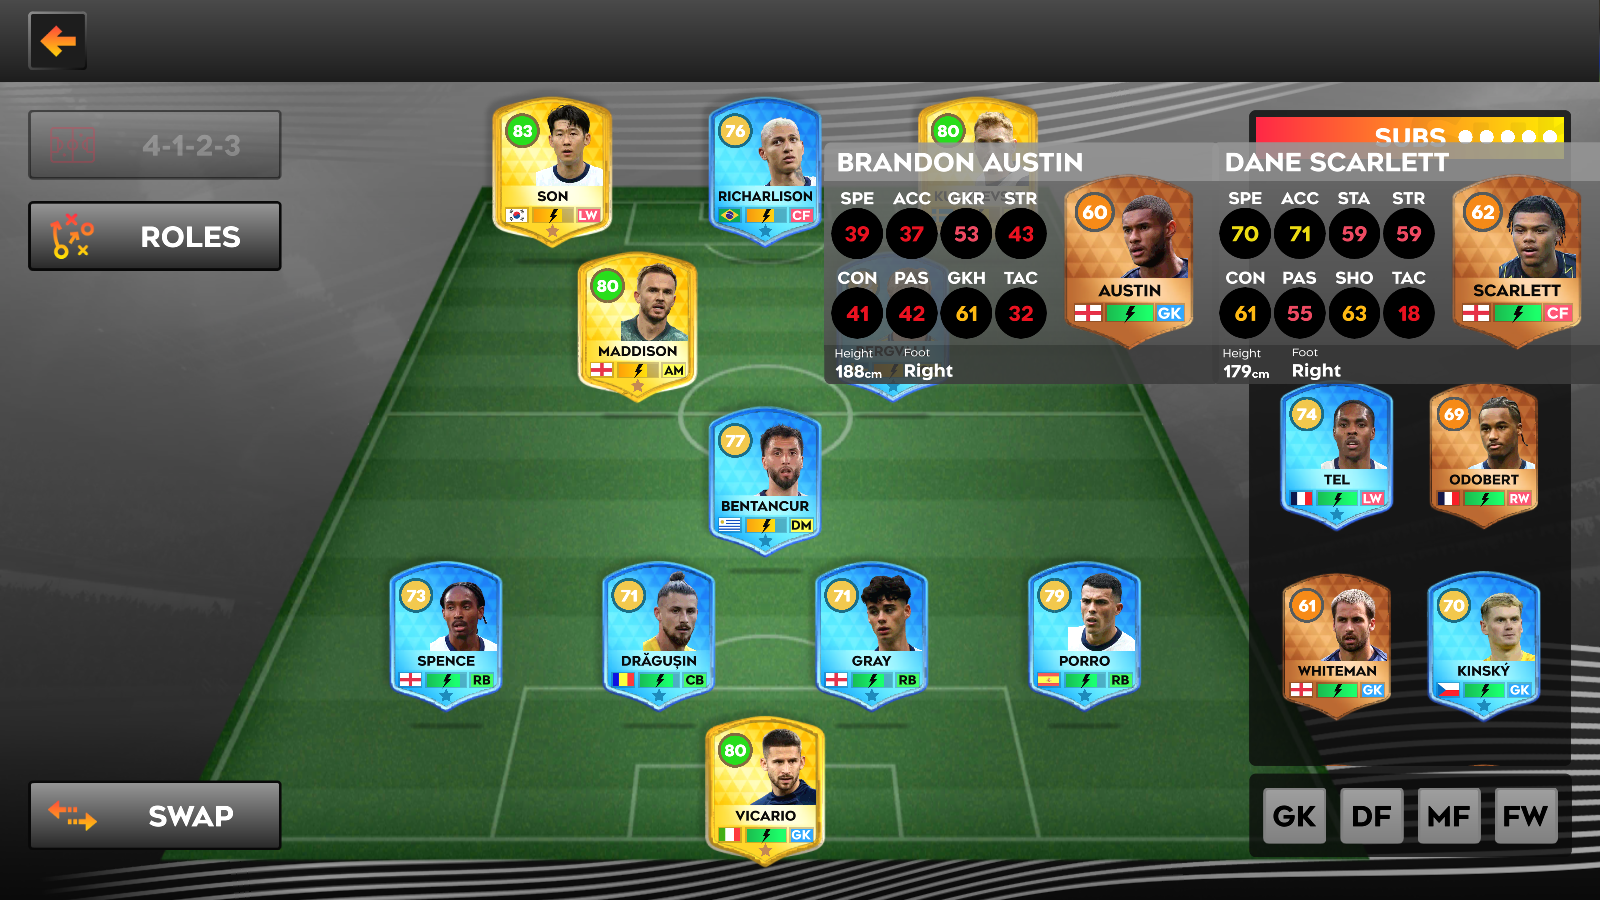 4-1-2-3
ROLES
SWAP
83
SON
LW
76
RICHARLISON
CF
80
80
MADDISON
AM
77
BENTANCUR
DM
73
SPENCE
RB
71
DRĂGUȘIN
CB
71
GRAY
RB
79
PORRO
RB
80
VICARIO
GK
SUBS
BRANDON AUSTIN
SPE ACC GKR STR
39 37 53 43
CON PAS GKH TAC
41 42 61 32
Height Foot
188cm Right
60
AUSTIN
GK
DANE SCARLETT
SPE ACC STA STR
70 71 59 59
CON PAS SHO TAC
61 55 63 18
Height Foot
179cm Right
62
SCARLETT
CF
74
TEL
LW
69
ODOBERT
RW
61
WHITEMAN
GK
70
KINSKÝ
GK
GK DF MF FW